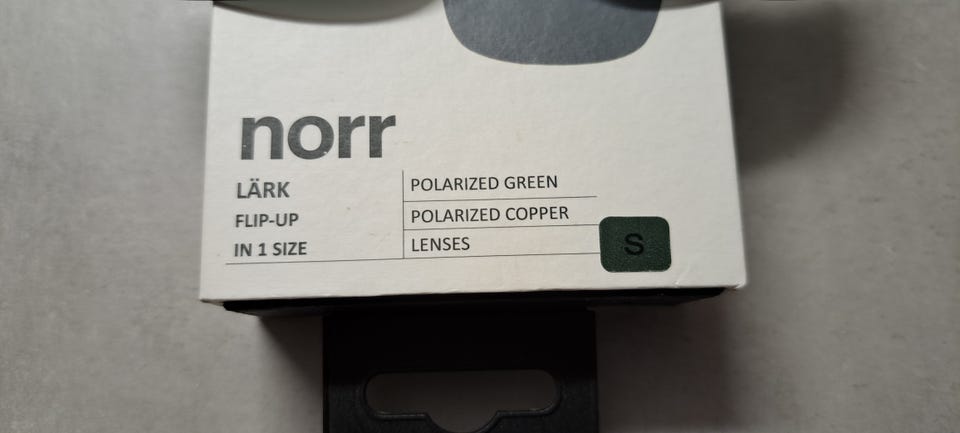 norr
LÄRK
FLIP-UP
IN 1 SIZE
POLARIZED GREEN
POLARIZED COPPER
LENSES
S